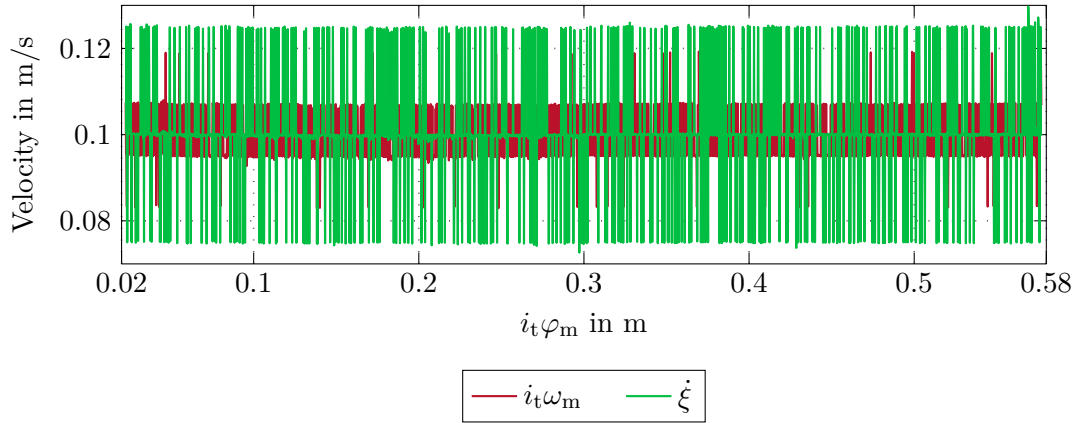 Velocity in m/s
0.12
0.1
0.08
0.02 0.1 0.2 0.3 0.4 0.5 0.58
i_t φ_m in m
i_t ω_m ξ̇